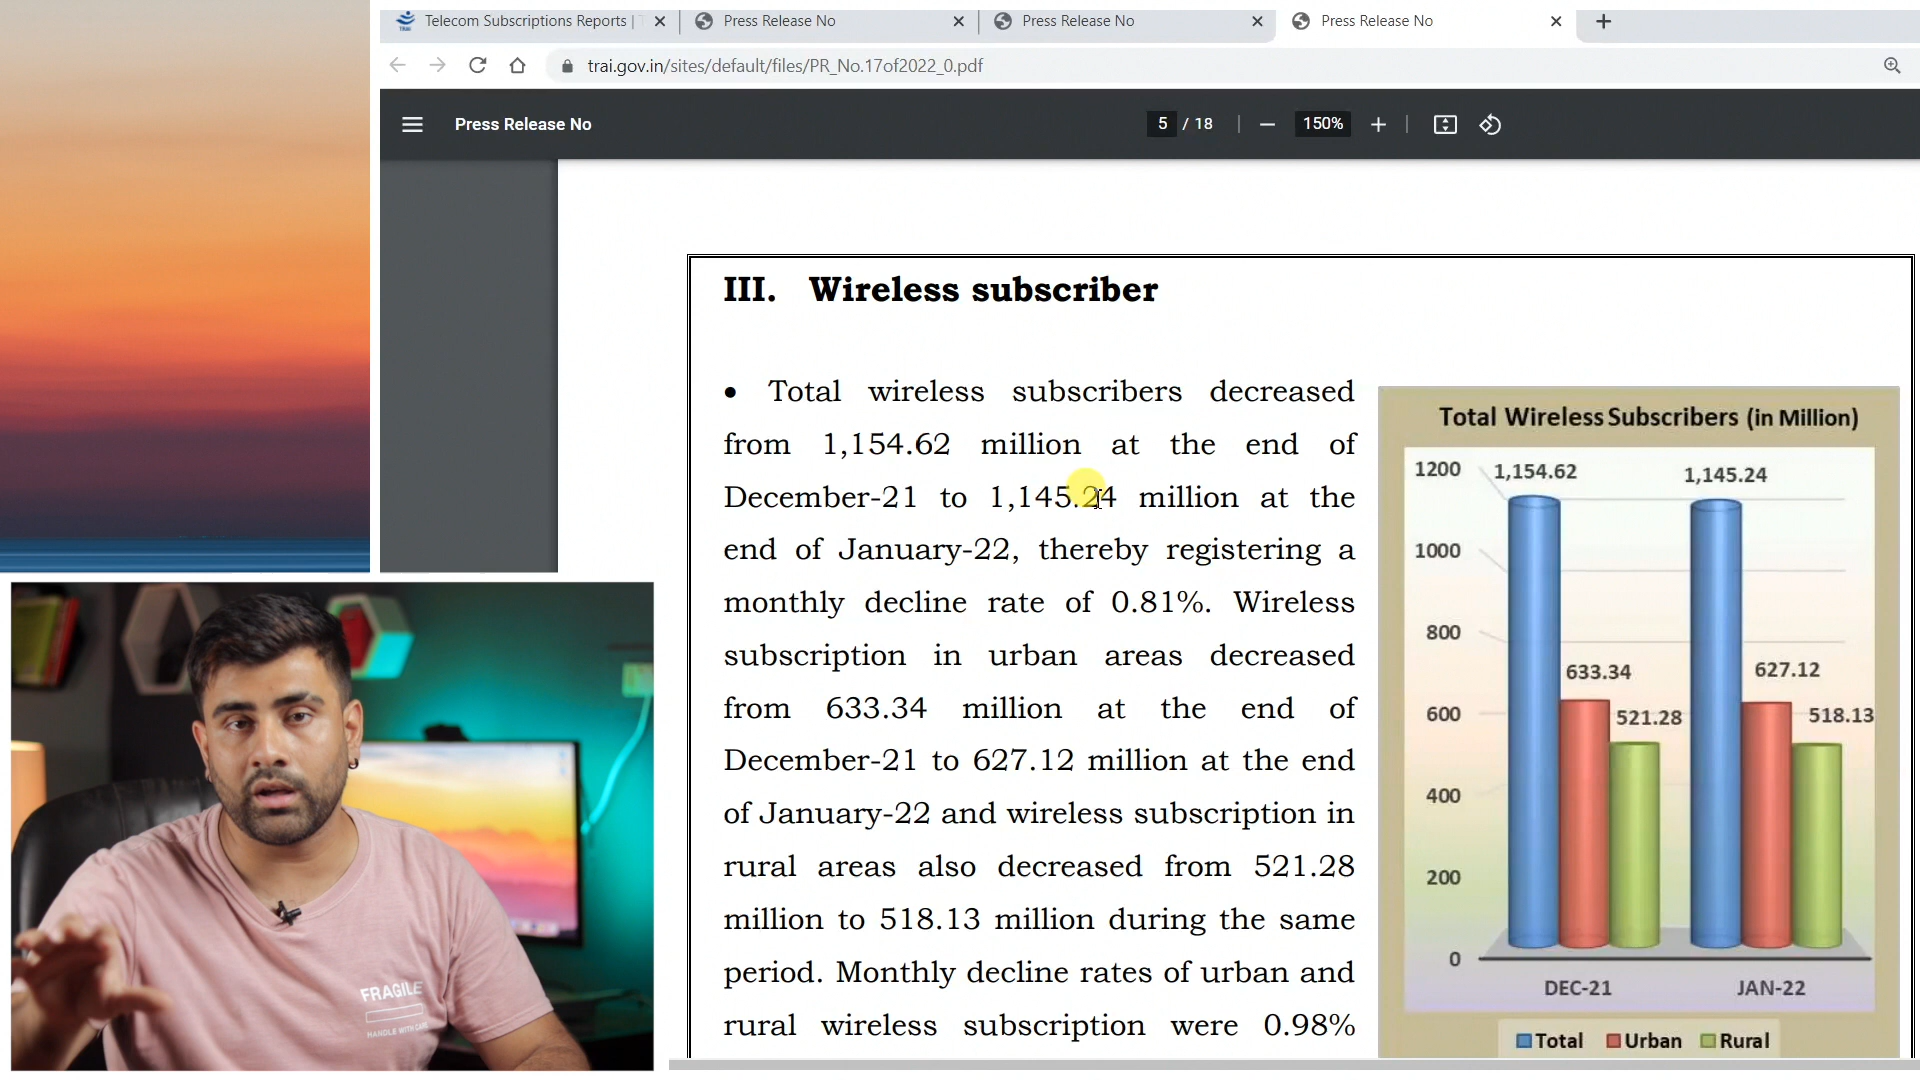 Telecom Subscriptions Reports |
Press Release No
Press Release No
Press Release No
trai.gov.in/sites/default/files/PR_No.17of2022_0.pdf
Press Release No
5 / 18
150%
III. Wireless subscriber
• Total wireless subscribers decreased
from 1,154.62 million at the end of
December-21 to 1,145.24 million at the
end of January-22, thereby registering a
monthly decline rate of 0.81%. Wireless
subscription in urban areas decreased
from 633.34 million at the end of
December-21 to 627.12 million at the end
of January-22 and wireless subscription in
rural areas also decreased from 521.28
million to 518.13 million during the same
period. Monthly decline rates of urban and
rural wireless subscription were 0.98%
Total Wireless Subscribers (in Million)
1200
1000
800
600
400
200
0
1,154.62
1,145.24
633.34
627.12
521.28
518.13
DEC-21
JAN-22
Total Urban Rural
FRAGILE
HANDLE WITH CARE